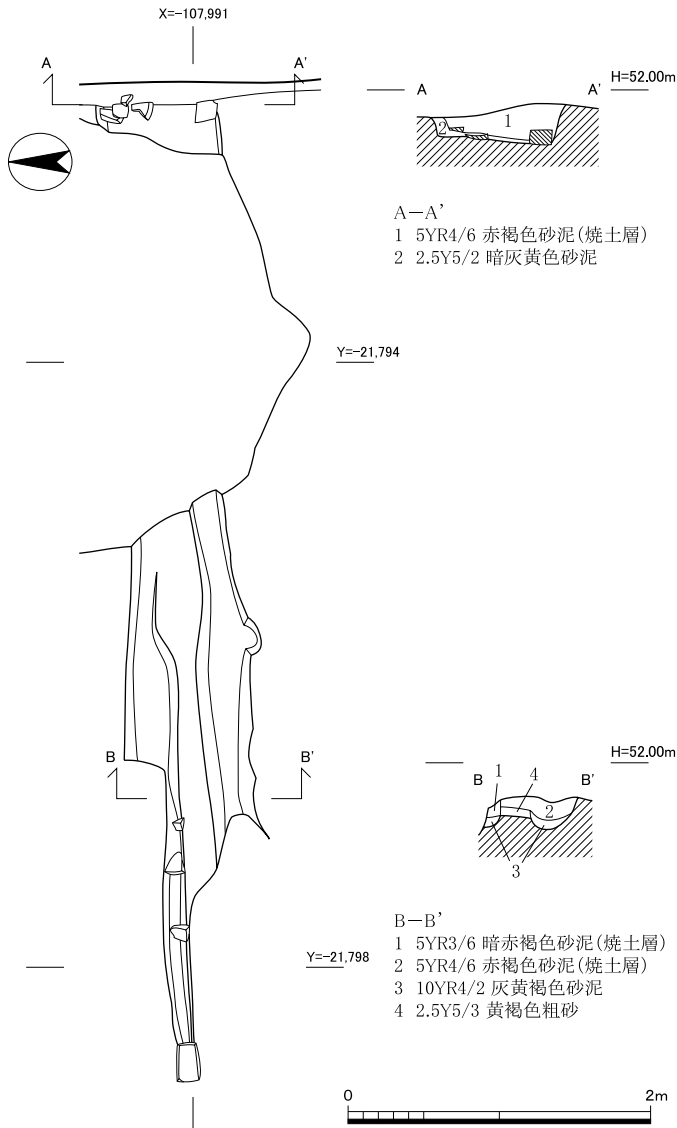 X=-107,991
A A'
A A' H=52.00m
2 1
A-A'
1 5YR4/6 赤褐色砂泥(焼土層)
2 2.5Y5/2 暗灰黄色砂泥
Y=-21,794
B B'
H=52.00m
B 1 4 B'
2
3
B-B'
1 5YR3/6 暗赤褐色砂泥(焼土層)
2 5YR4/6 赤褐色砂泥(焼土層)
3 10YR4/2 灰黄褐色砂泥
4 2.5Y5/3 黄褐色粗砂
Y=-21,798
0 2m